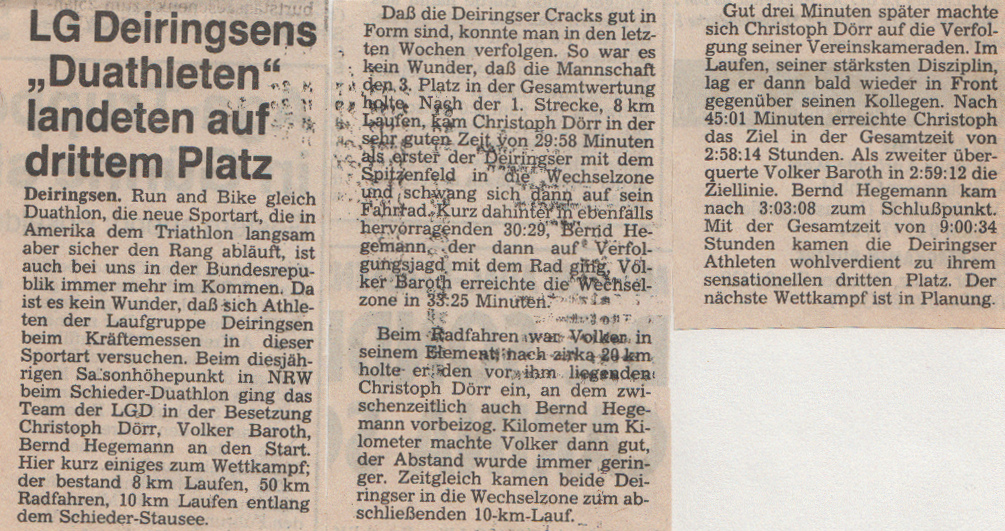 LG Deiringsens
„Duathleten“
landeten auf
drittem Platz
Deiringsen. Run and Bike gleich
Duathlon, die neue Sportart, die in
Amerika dem Triathlon langsam
aber sicher den Rang abläuft, ist
auch bei uns in der Bundesrepu-
blik immer mehr im Kommen. Da
ist es kein Wunder, daß sich Athle-
ten der Laufgruppe Deiringsen
beim Kräftemessen in dieser
Sportart versuchen. Beim diesjäh-
rigen Saisonhöhepunkt in NRW
beim Schieder-Duathlon ging das
Team der LGD in der Besetzung
Christoph Dörr, Volker Baroth,
Bernd Hegemann an den Start.
Hier kurz einiges zum Wettkampf;
der bestand 8 km Laufen, 50 km
Radfahren, 10 km Laufen entlang
dem Schieder-Stausee.
Daß die Deiringser Cracks gut in
Form sind, konnte man in den letz-
ten Wochen verfolgen. So war es
kein Wunder, daß die Mannschaft
den 3. Platz in der Gesamtwertung
holte. Nach der 1. Strecke, 8 km
Laufen, kam Christoph Dörr in der
sehr guten Zeit von 29:58 Minuten
als erster der Deiringser mit dem
Spitzenfeld in die Wechselzone
und schwang sich dann auf sein
Fahrrad. Kurz dahinter in ebenfalls
hervorragenden 30:29, Bernd He-
gemann, der dann auf Verfol-
gungsjagd mit dem Rad ging, Vol-
ker Baroth erreichte die Wechsel-
zone in 33:25 Minuten.
Beim Radfahren war Volker in
seinem Element, nach zirka 20 km
holte er den vor ihm liegenden
Christoph Dörr ein, an dem zwi-
schenzeitlich auch Bernd Hege-
mann vorbeizog. Kilometer um Ki-
lometer machte Volker dann gut,
der Abstand wurde immer gerin-
ger. Zeitgleich kamen beide Dei-
ringser in die Wechselzone zum ab-
schließenden 10-km-Lauf.
Gut drei Minuten später machte
sich Christoph Dörr auf die Verfol-
gung seiner Vereinskameraden. Im
Laufen, seiner stärksten Disziplin,
lag er dann bald wieder in Front
gegenüber seinen Kollegen. Nach
45:01 Minuten erreichte Christoph
das Ziel in der Gesamtzeit von
2:58:14 Stunden. Als zweiter über-
querte Volker Baroth in 2:59:12 die
Ziellinie. Bernd Hegemann kam
nach 3:03:08 zum Schlußpunkt.
Mit der Gesamtzeit von 9:00:34
Stunden kamen die Deiringser
Athleten wohlverdient zu ihrem
sensationellen dritten Platz. Der
nächste Wettkampf ist in Planung.